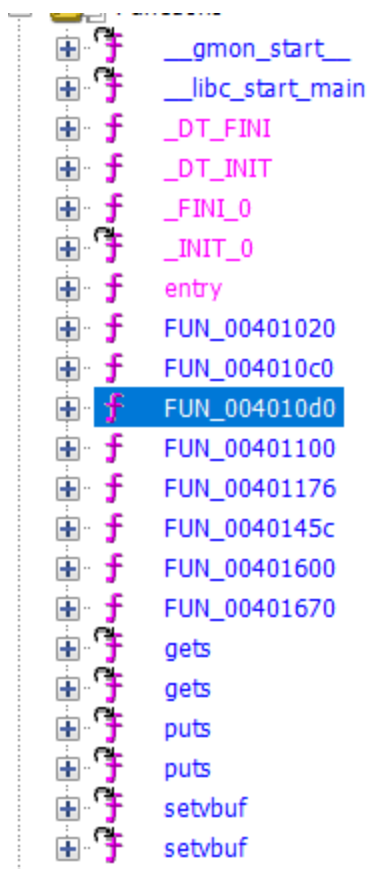 Functions
__gmon_start__
__libc_start_main
_DT_FINI
_DT_INIT
_FINI_0
_INIT_0
entry
FUN_00401020
FUN_004010c0
FUN_004010d0
FUN_00401100
FUN_00401176
FUN_0040145c
FUN_00401600
FUN_00401670
gets
gets
puts
puts
setvbuf
setvbuf